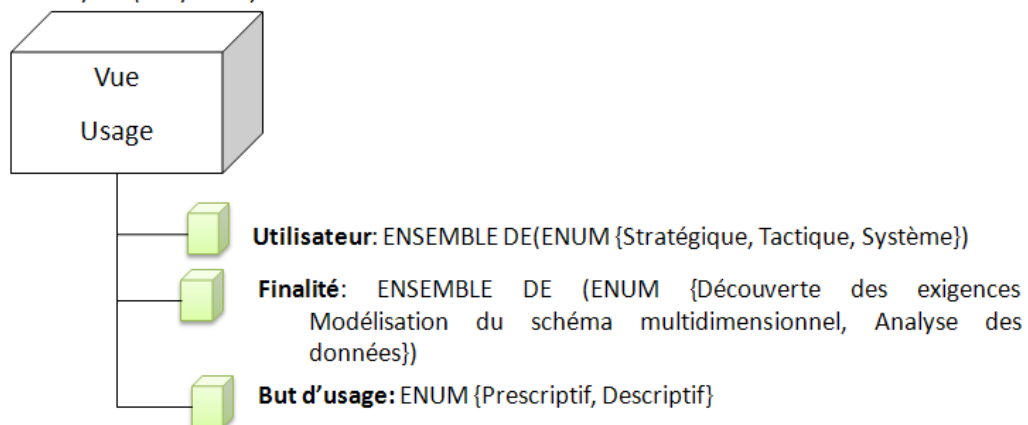 Vue
Usage
Utilisateur: ENSEMBLE DE(ENUM {Stratégique, Tactique, Système})
Finalité: ENSEMBLE DE (ENUM {Découverte des exigences
Modélisation du schéma multidimensionnel, Analyse des
données})
But d'usage: ENUM {Prescriptif, Descriptif}